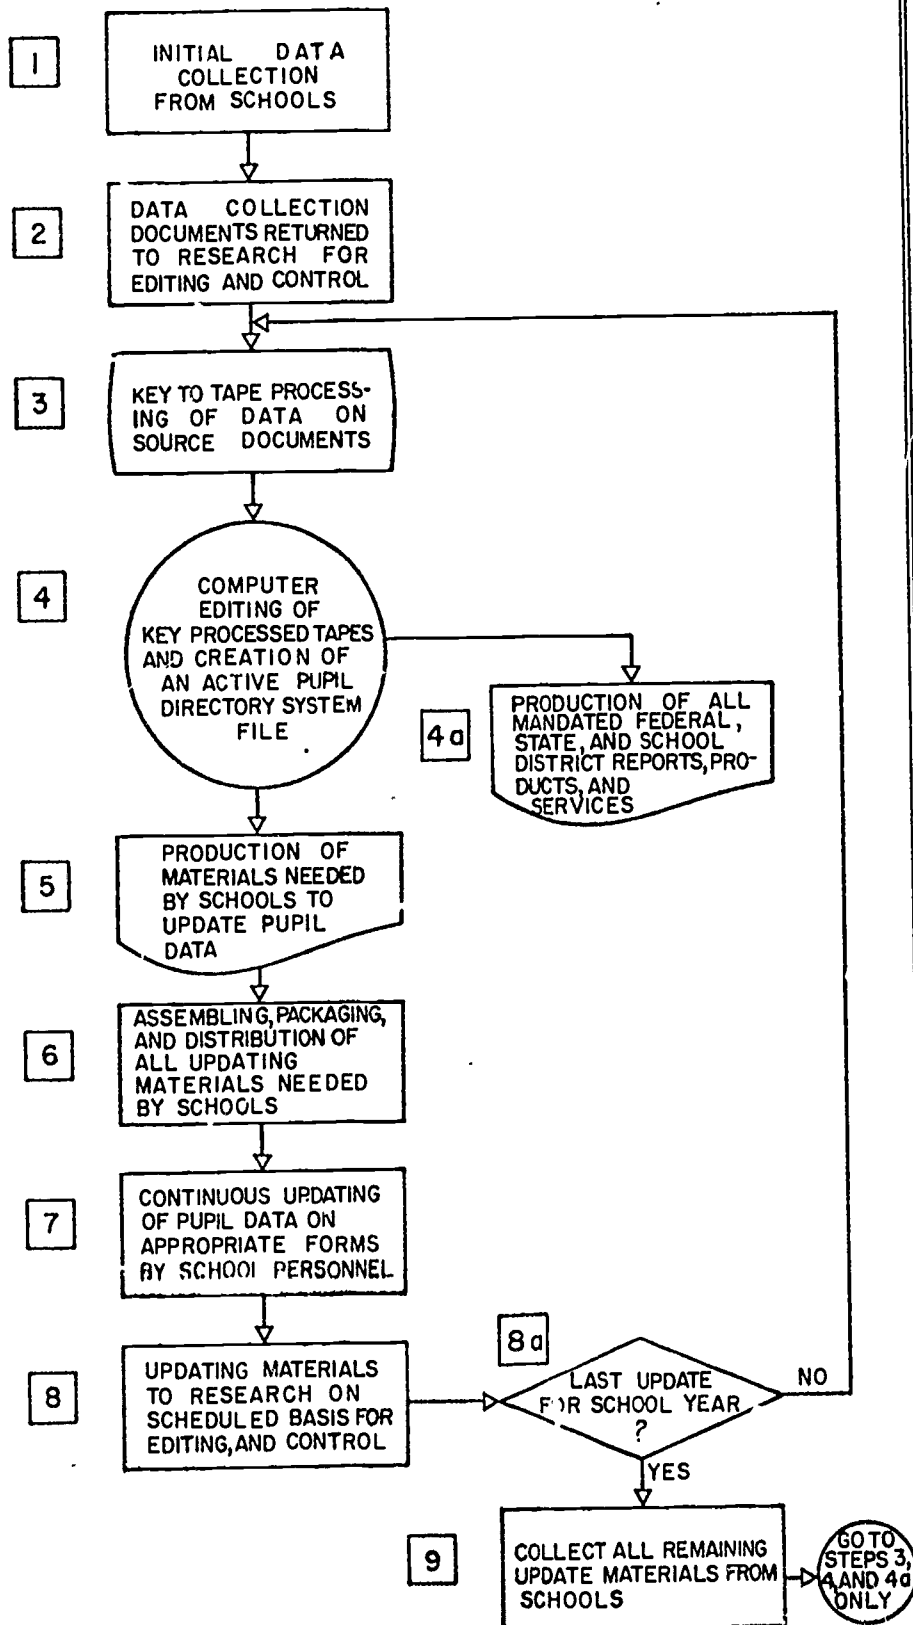 1
INITIAL DATA
COLLECTION
FROM SCHOOLS
2
DATA COLLECTION
DOCUMENTS RETURNED
TO RESEARCH FOR
EDITING AND CONTROL
3
KEY TO TAPE PROCESS-
ING OF DATA ON
SOURCE DOCUMENTS
4
COMPUTER
EDITING OF
KEY PROCESSED TAPES
AND CREATION OF
AN ACTIVE PUPIL
DIRECTORY SYSTEM
FILE
4a
PRODUCTION OF ALL
MANDATED FEDERAL,
STATE, AND SCHOOL
DISTRICT REPORTS, PRO-
DUCTS, AND
SERVICES
5
PRODUCTION OF
MATERIALS NEEDED
BY SCHOOLS TO
UPDATE PUPIL
DATA
6
ASSEMBLING, PACKAGING,
AND DISTRIBUTION OF
ALL UPDATING
MATERIALS NEEDED
BY SCHOOLS
7
CONTINUOUS UPDATING
OF PUPIL DATA ON
APPROPRIATE FORMS
BY SCHOOL PERSONNEL
8
UPDATING MATERIALS
TO RESEARCH ON
SCHEDULED BASIS FOR
EDITING, AND CONTROL
8a
LAST UPDATE
FOR SCHOOL YEAR
?
NO
YES
9
COLLECT ALL REMAINING
UPDATE MATERIALS FROM
SCHOOLS
GO TO
STEPS 3,
4, AND 4a
ONLY